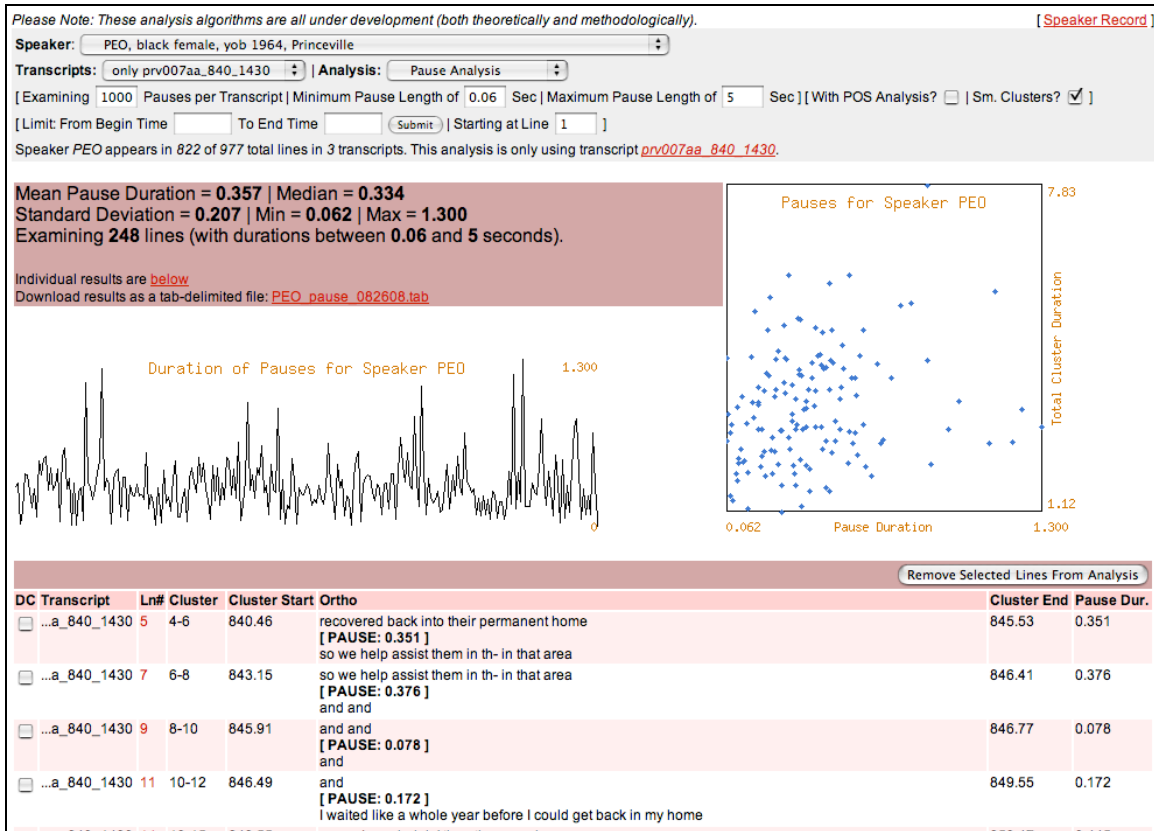 Please Note: These analysis algorithms are all under development (both theoretically and methodologically). [ Speaker Record ]
Speaker: PEO, black female, yob 1964, Princeville
Transcripts: only prv007aa_840_1430 | Analysis: Pause Analysis
[ Examining 1000 Pauses per Transcript | Minimum Pause Length of 0.06 Sec | Maximum Pause Length of 5 Sec ] [ With POS Analysis? | Sm. Clusters? ]
[ Limit: From Begin Time To End Time Submit | Starting at Line 1 ]
Speaker PEO appears in 822 of 977 total lines in 3 transcripts. This analysis is only using transcript prv007aa_840_1430.
Mean Pause Duration = 0.357 | Median = 0.334
Standard Deviation = 0.207 | Min = 0.062 | Max = 1.300
Examining 248 lines (with durations between 0.06 and 5 seconds).
Individual results are below
Download results as a tab-delimited file: PEO_pause_082608.tab
Duration of Pauses for Speaker PEO 1.300
0
Pauses for Speaker PEO 7.83
Total Cluster Duration
1.12
0.062 Pause Duration 1.300
Remove Selected Lines From Analysis
DC Transcript Ln# Cluster Cluster Start Ortho Cluster End Pause Dur.
...a_840_1430 5 4-6 840.46 recovered back into their permanent home 845.53 0.351
[ PAUSE: 0.351 ]
so we help assist them in th- in that area
...a_840_1430 7 6-8 843.15 so we help assist them in th- in that area 846.41 0.376
[ PAUSE: 0.376 ]
and and
...a_840_1430 9 8-10 845.91 and and 846.77 0.078
[ PAUSE: 0.078 ]
and
...a_840_1430 11 10-12 846.49 and 849.55 0.172
[ PAUSE: 0.172 ]
I waited like a whole year before I could get back in my home